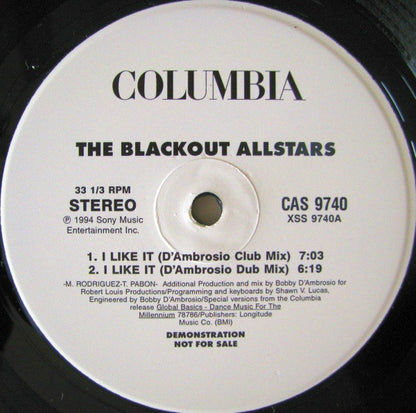 COLUMBIA
THE BLACKOUT ALLSTARS
33 1/3 RPM
STEREO
℗ 1994 Sony Music
Entertainment Inc.
CAS 9740
XSS 9740A
1. I LIKE IT (D'Ambrosio Club Mix) 7:03
2. I LIKE IT (D'Ambrosio Dub Mix) 6:19
-M. RODRIGUEZ-T. PABON- Additional Production and mix by Bobby D'Ambrosio for
Robert Louis Productions/Programming and keyboards by Shawn V. Lucas,
Engineered by Bobby D'Ambrosio/Special versions from the Columbia
release Global Basics - Dance Music For The
Millennium 78786/Publishers: Longitude
Music Co. (BMI)
DEMONSTRATION
NOT FOR SALE